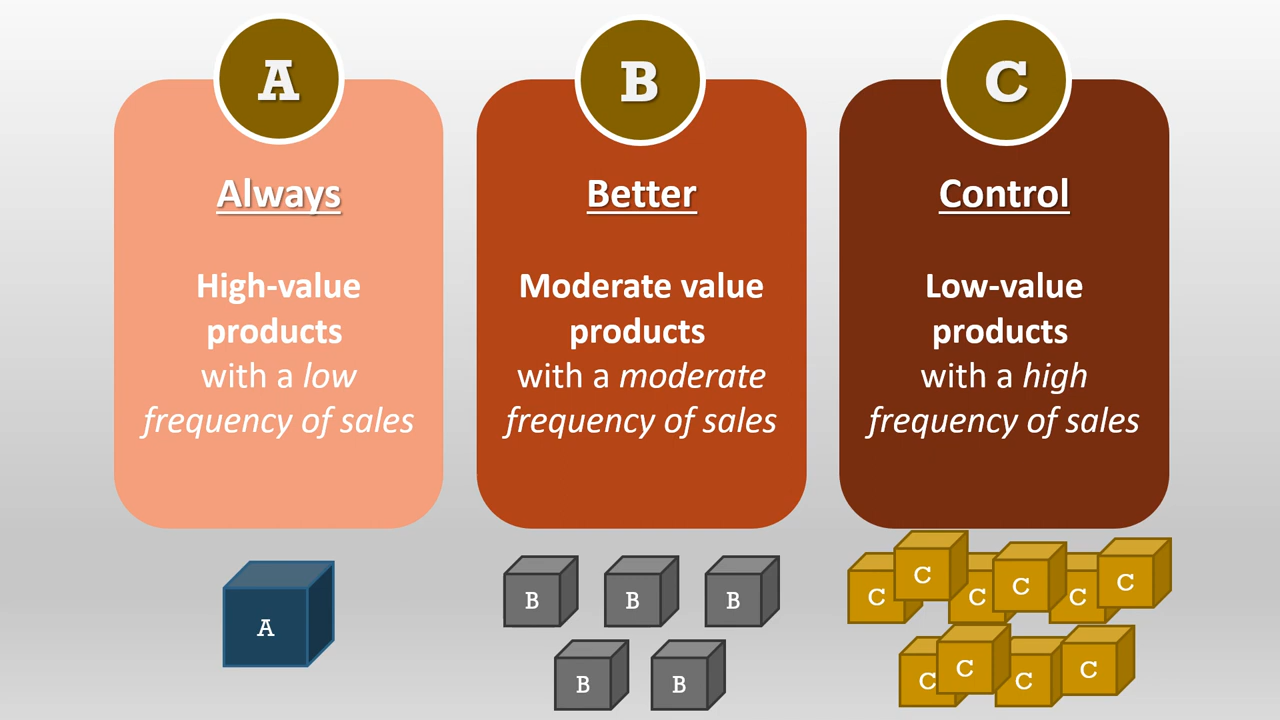 A
Always
High-value
products
with a low
frequency of sales
B
Better
Moderate value
products
with a moderate
frequency of sales
C
Control
Low-value
products
with a high
frequency of sales
A
B B B
B B
C C C C C C
C C C C